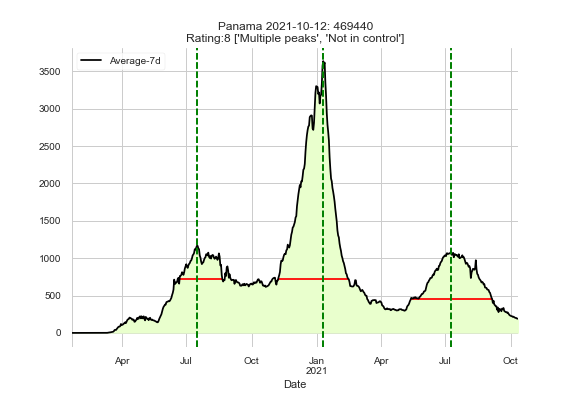 Panama 2021-10-12: 469440
Rating:8 ['Multiple peaks', 'Not in control']
Average-7d
3500
3000
2500
2000
1500
1000
500
0
Apr Jul Oct Jan Apr Jul Oct
2021
Date